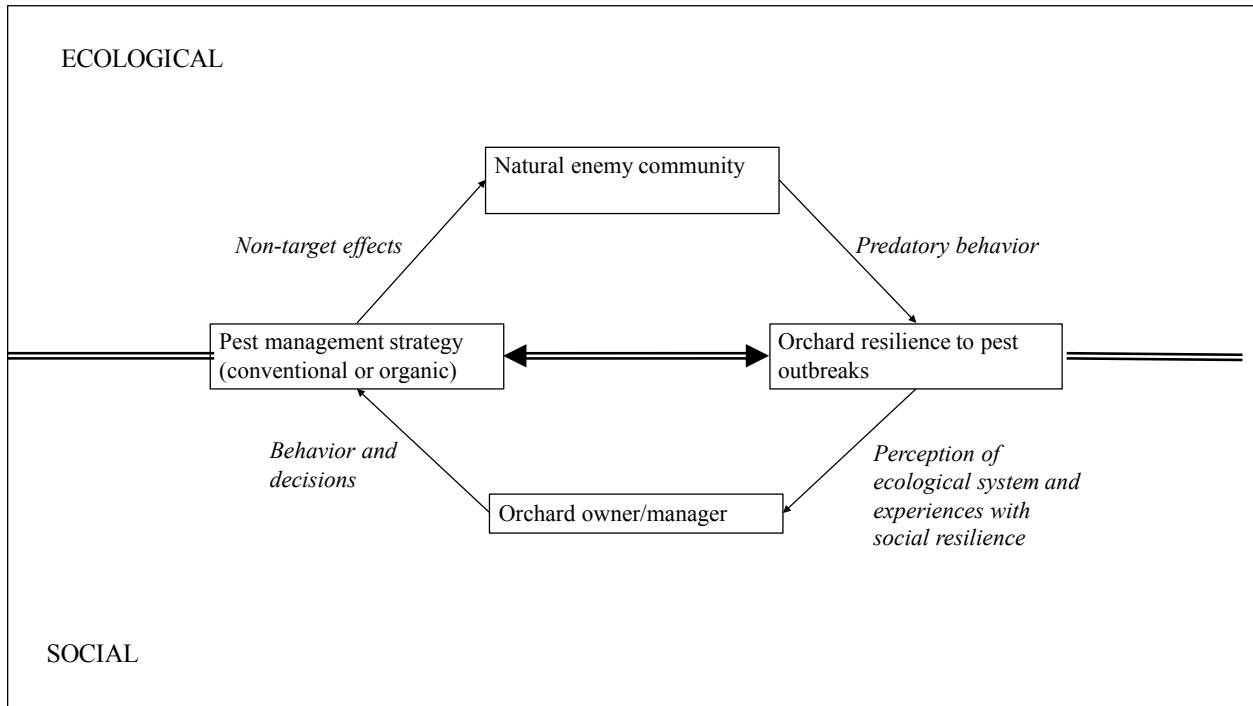 ECOLOGICAL
Natural enemy community
Non-target effects
Predatory behavior
Pest management strategy
(conventional or organic)
Orchard resilience to pest
outbreaks
Behavior and
decisions
Perception of
ecological system and
experiences with
social resilience
Orchard owner/manager
SOCIAL